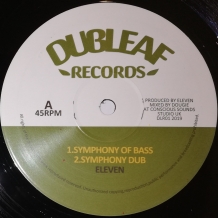 DUBLEAF
RECORDS
A
45RPM
PRODUCED BY ELEVEN
MIXED BY DOUGIE
AT CONSCIOUS SOUNDS
STUDIO UK
2019
1.SYMPHONY OF BASS
2.SYMPHONY DUB
ELEVEN